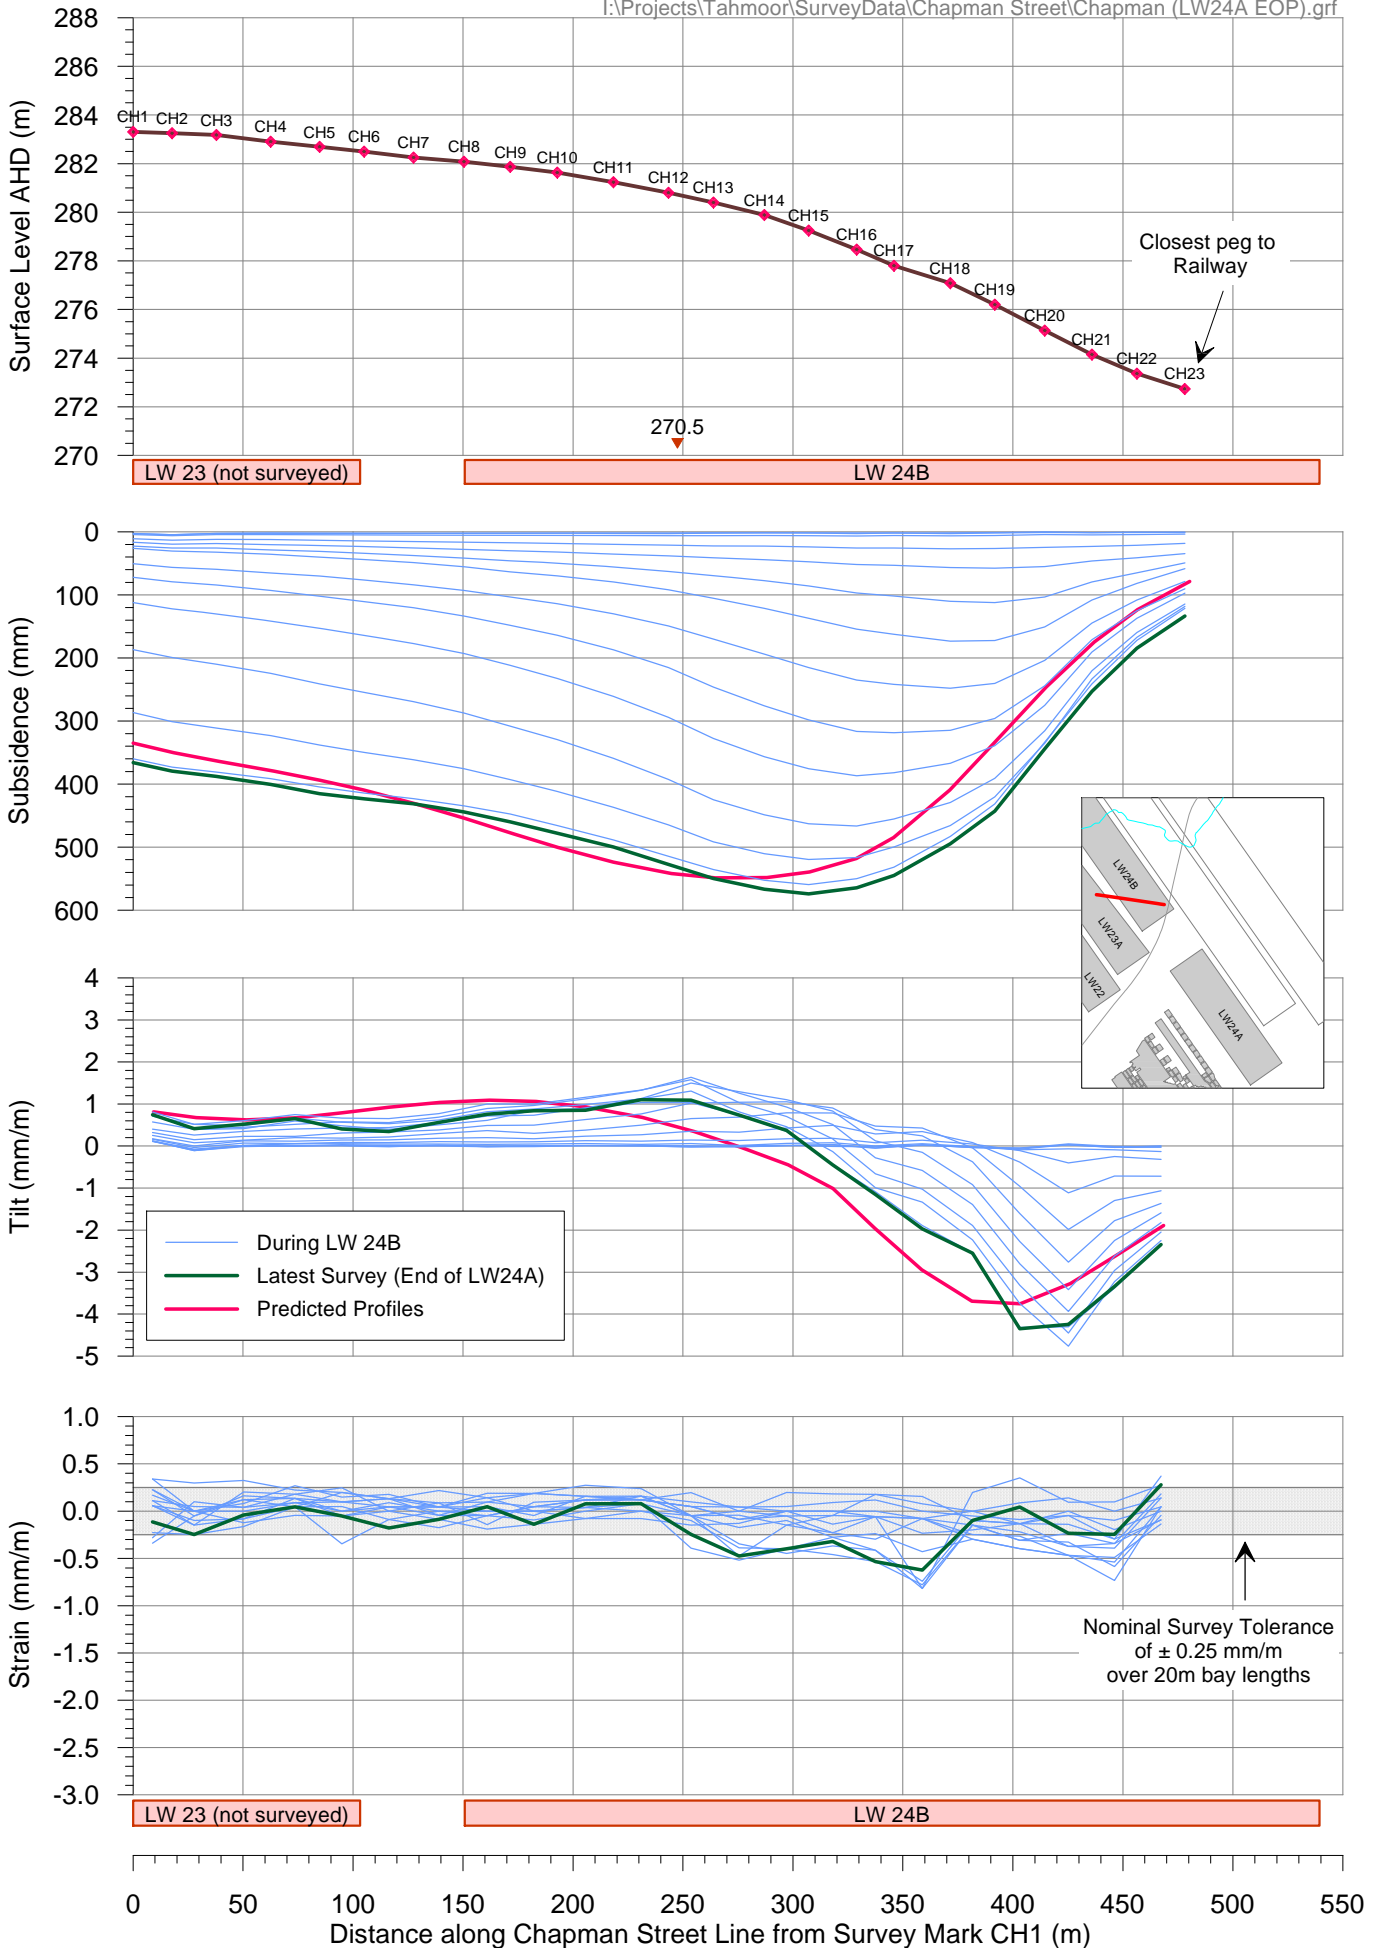 I:\Projects\Tahmoor\SurveyData\Chapman Street\Chapman (LW24A EOP).grf
288
286
284
282
280
278
276
274
272
270
Surface Level AHD (m)
CH1 CH2 CH3 CH4 CH5 CH6 CH7 CH8 CH9 CH10 CH11 CH12 CH13 CH14 CH15 CH16 CH17 CH18 CH19 CH20 CH21 CH22 CH23
Closest peg to
Railway
270.5
LW 23 (not surveyed)
LW 24B
0
100
200
300
400
500
600
Subsidence (mm)
LW24B
LW23A
LW22
LW24A
4
3
2
1
0
-1
-2
-3
-4
-5
Tilt (mm/m)
During LW 24B
Latest Survey (End of LW24A)
Predicted Profiles
1.0
0.5
0.0
-0.5
-1.0
-1.5
-2.0
-2.5
-3.0
Strain (mm/m)
Nominal Survey Tolerance
of ± 0.25 mm/m
over 20m bay lengths
LW 23 (not surveyed)
LW 24B
0 50 100 150 200 250 300 350 400 450 500 550
Distance along Chapman Street Line from Survey Mark CH1 (m)